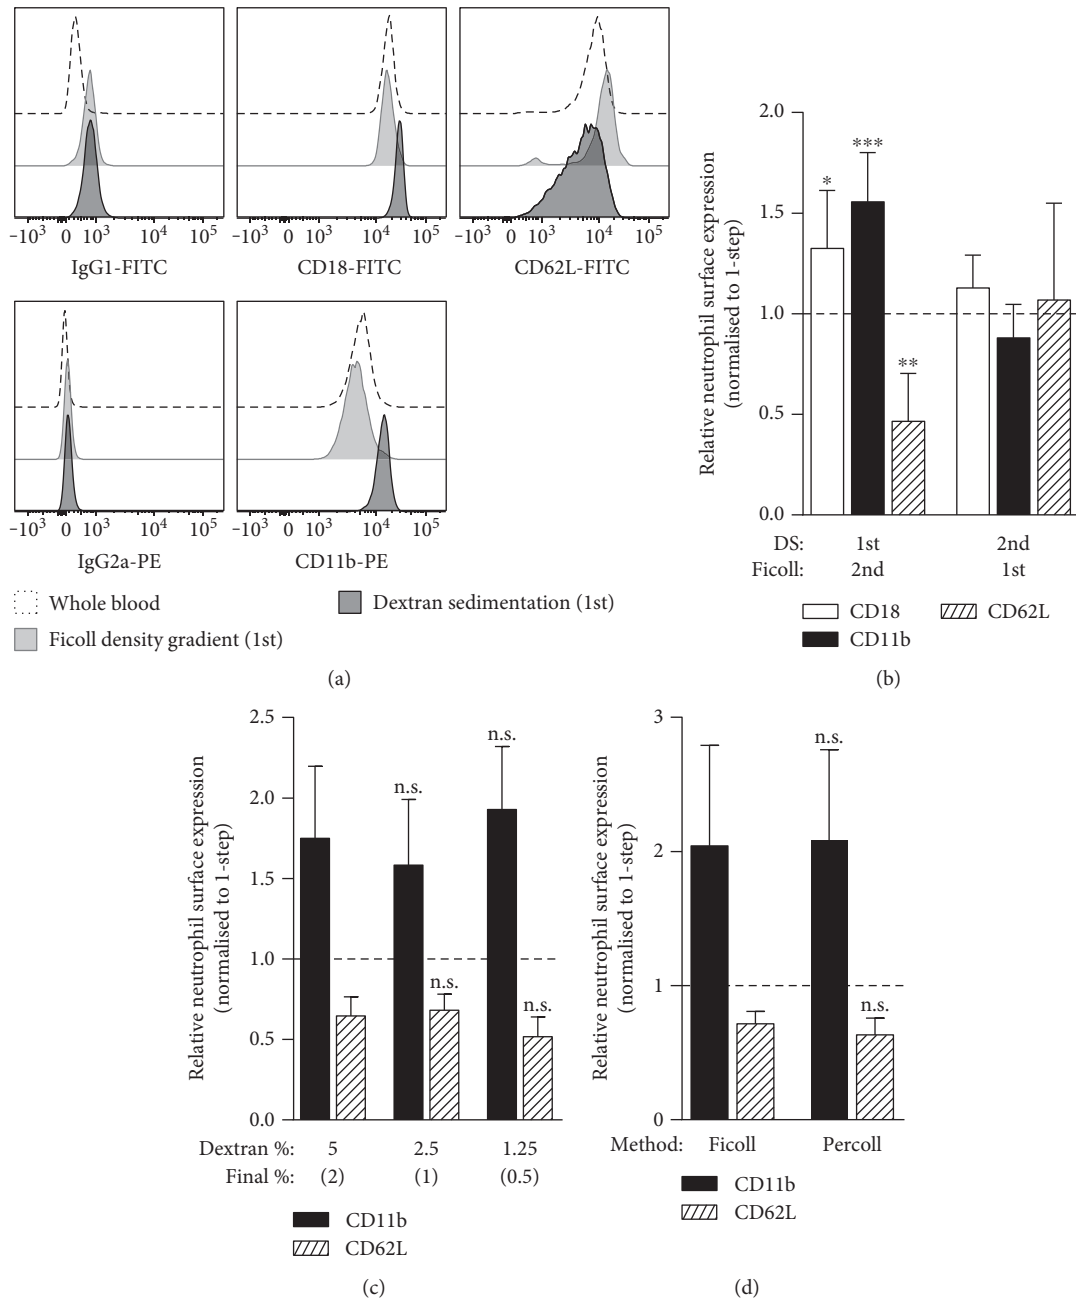 −10³ 0 10³ 10⁴ 10⁵
IgG1-FITC
−10³ 0 10³ 10⁴ 10⁵
CD18-FITC
−10³ 0 10³ 10⁴ 10⁵
CD62L-FITC
−10³ 0 10³ 10⁴ 10⁵
IgG2a-PE
−10³ 0 10³ 10⁴ 10⁵
CD11b-PE
Whole blood
Dextran sedimentation (1st)
Ficoll density gradient (1st)
(a)
Relative neutrophil surface expression
(normalised to 1-step)
2.0
1.5
1.0
0.5
0.0
*
***
**
DS: 1st 2nd
Ficoll: 2nd 1st
CD18 CD62L
CD11b
(b)
Relative neutrophil surface expression
(normalised to 1-step)
2.5
2.0
1.5
1.0
0.5
0.0
n.s.
n.s.
n.s.
n.s.
Dextran %: 5 2.5 1.25
Final %: (2) (1) (0.5)
CD11b
CD62L
(c)
Relative neutrophil surface expression
(normalised to 1-step)
3
2
1
0
n.s.
n.s.
Method: Ficoll Percoll
CD11b
CD62L
(d)